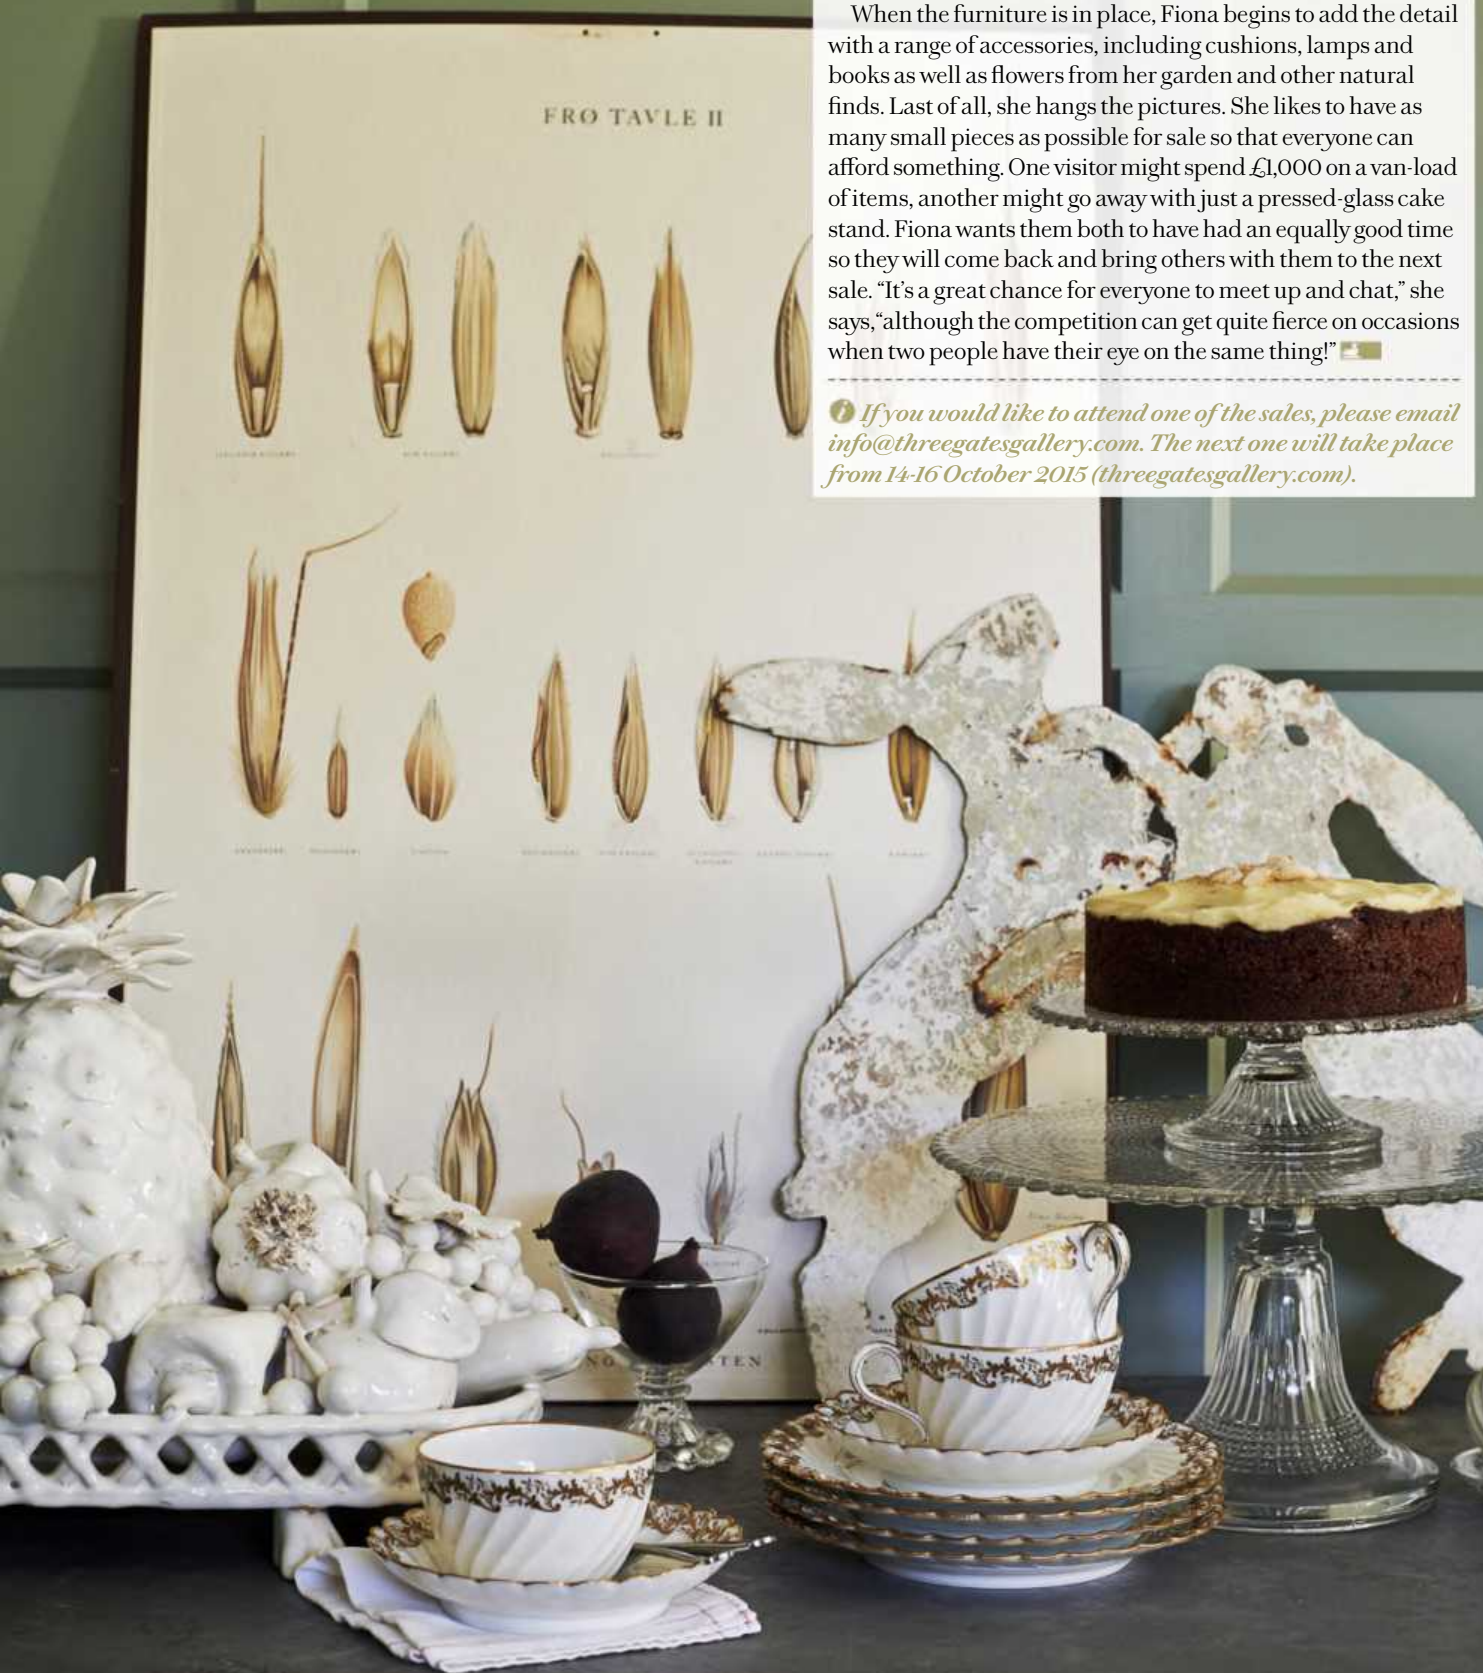 When the furniture is in place, Fiona begins to add the detail
with a range of accessories, including cushions, lamps and
books as well as flowers from her garden and other natural
finds. Last of all, she hangs the pictures. She likes to have as
many small pieces as possible for sale so that everyone can
afford something. One visitor might spend £1,000 on a van-load
of items, another might go away with just a pressed-glass cake
stand. Fiona wants them both to have had an equally good time
so they will come back and bring others with them to the next
sale. “It’s a great chance for everyone to meet up and chat,” she
says, “although the competition can get quite fierce on occasions
when two people have their eye on the same thing!”
If you would like to attend one of the sales, please email
info@threegatesgallery.com. The next one will take place
from 14-16 October 2015 (threegatesgallery.com).
FRØ TAVLE II